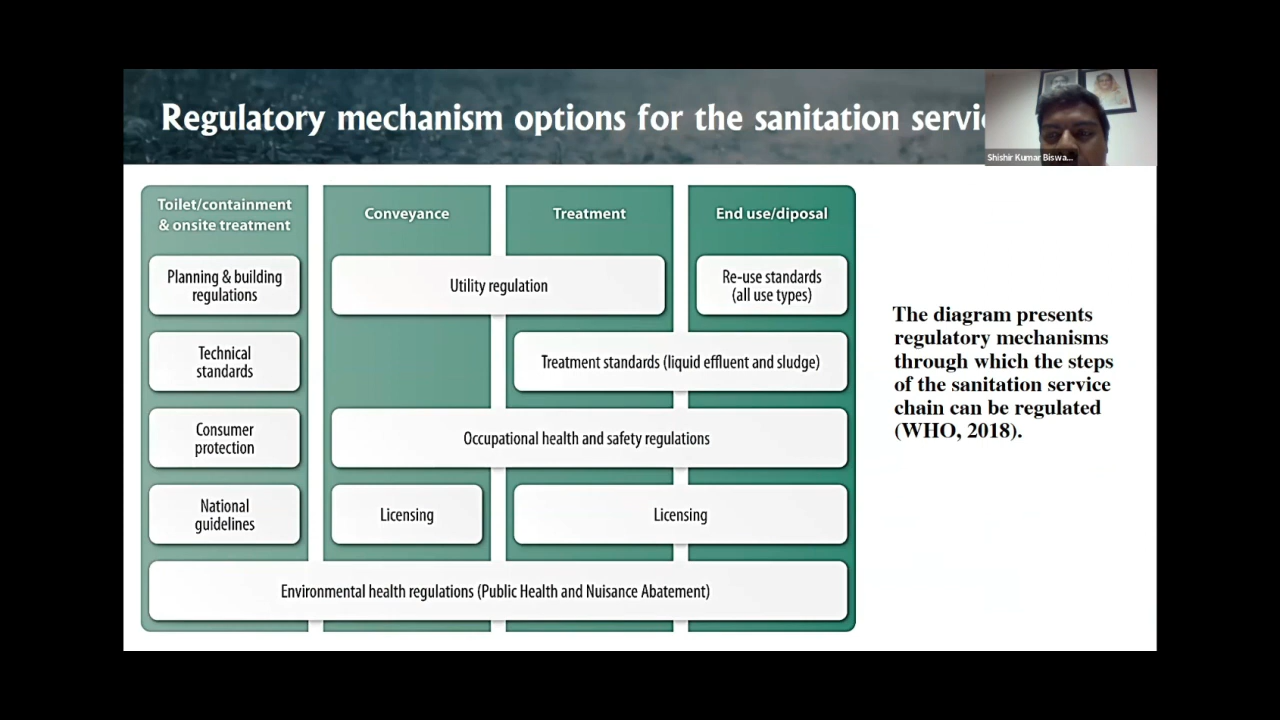 Regulatory mechanism options for the sanitation servi
Shishir Kumar Biswa...
Toilet/containment
& onsite treatment
Conveyance
Treatment
End use/diposal
Planning & building
regulations
Utility regulation
Re-use standards
(all use types)
Technical
standards
Treatment standards (liquid effluent and sludge)
Consumer
protection
Occupational health and safety regulations
National
guidelines
Licensing
Licensing
Environmental health regulations (Public Health and Nuisance Abatement)
The diagram presents
regulatory mechanisms
through which the steps
of the sanitation service
chain can be regulated
(WHO, 2018).